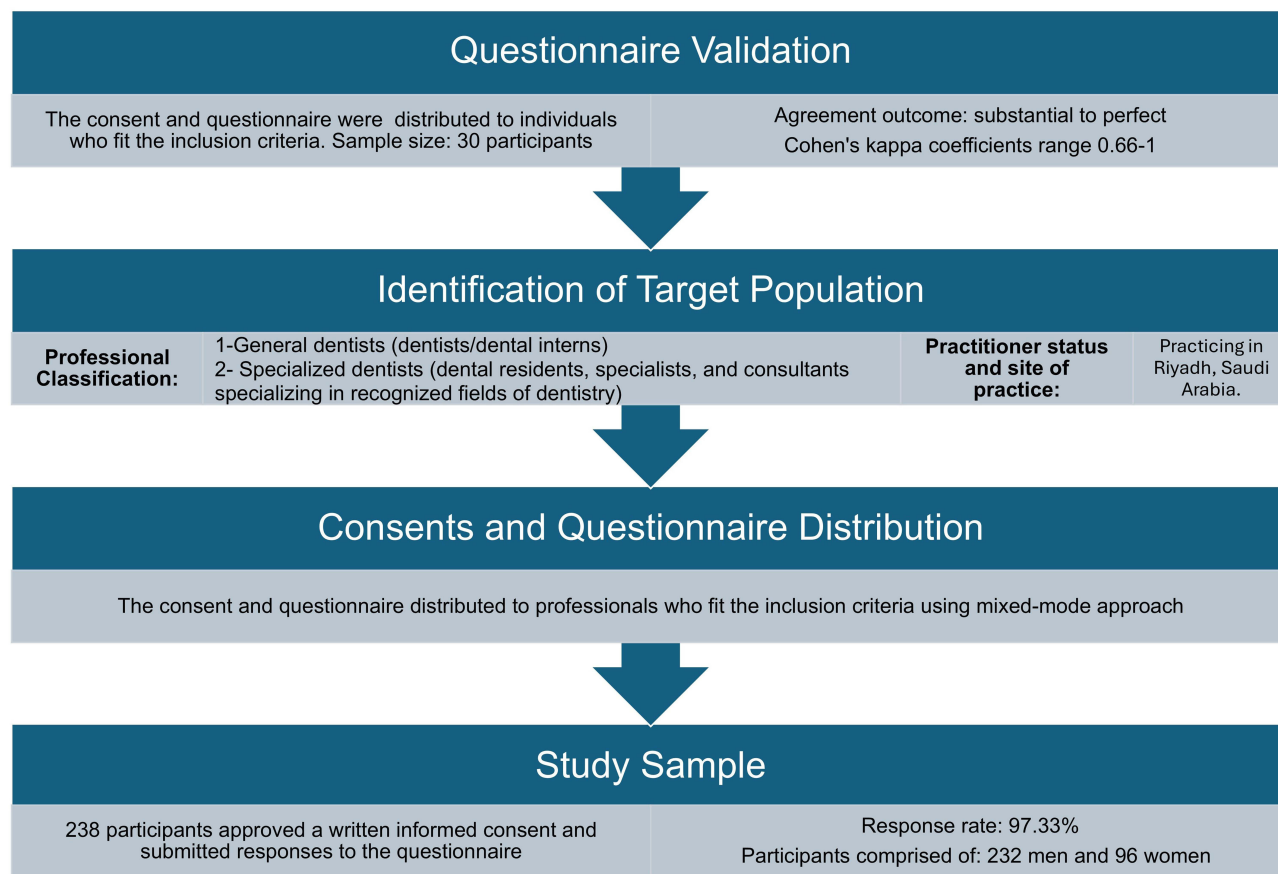 Questionnaire Validation
The consent and questionnaire were distributed to individuals
who fit the inclusion criteria. Sample size: 30 participants
Agreement outcome: substantial to perfect
Cohen's kappa coefficients range 0.66-1
Identification of Target Population
Professional
Classification:
1-General dentists (dentists/dental interns)
2- Specialized dentists (dental residents, specialists, and consultants
specializing in recognized fields of dentistry)
Practitioner status
and site of
practice:
Practicing in
Riyadh, Saudi
Arabia.
Consents and Questionnaire Distribution
The consent and questionnaire distributed to professionals who fit the inclusion criteria using mixed-mode approach
Study Sample
238 participants approved a written informed consent and
submitted responses to the questionnaire
Response rate: 97.33%
Participants comprised of: 232 men and 96 women